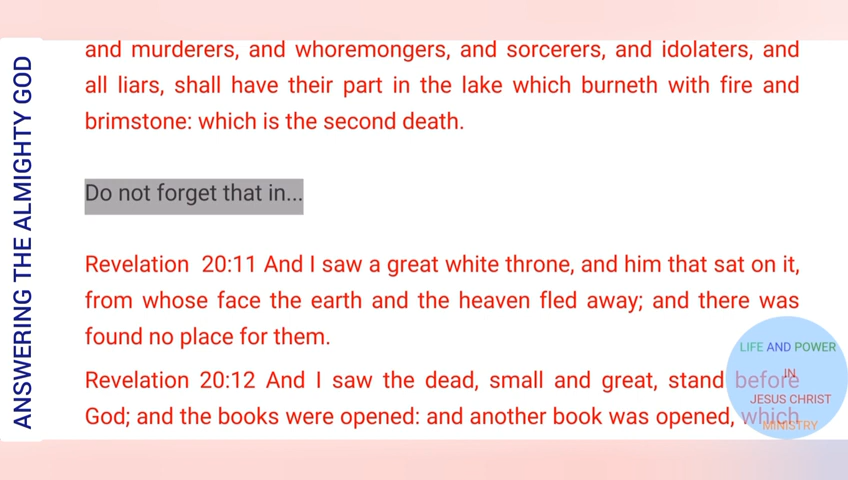 ANSWERING THE ALMIGHTY GOD
and murderers, and whoremongers, and sorcerers, and idolaters, and
all liars, shall have their part in the lake which burneth with fire and
brimstone: which is the second death.
Do not forget that in...
Revelation 20:11 And I saw a great white throne, and him that sat on it,
from whose face the earth and the heaven fled away; and there was
found no place for them.
Revelation 20:12 And I saw the dead, small and great, stand before
God; and the books were opened: and another book was opened, which
LIFE AND POWER
IN
JESUS CHRIST
MINISTRY